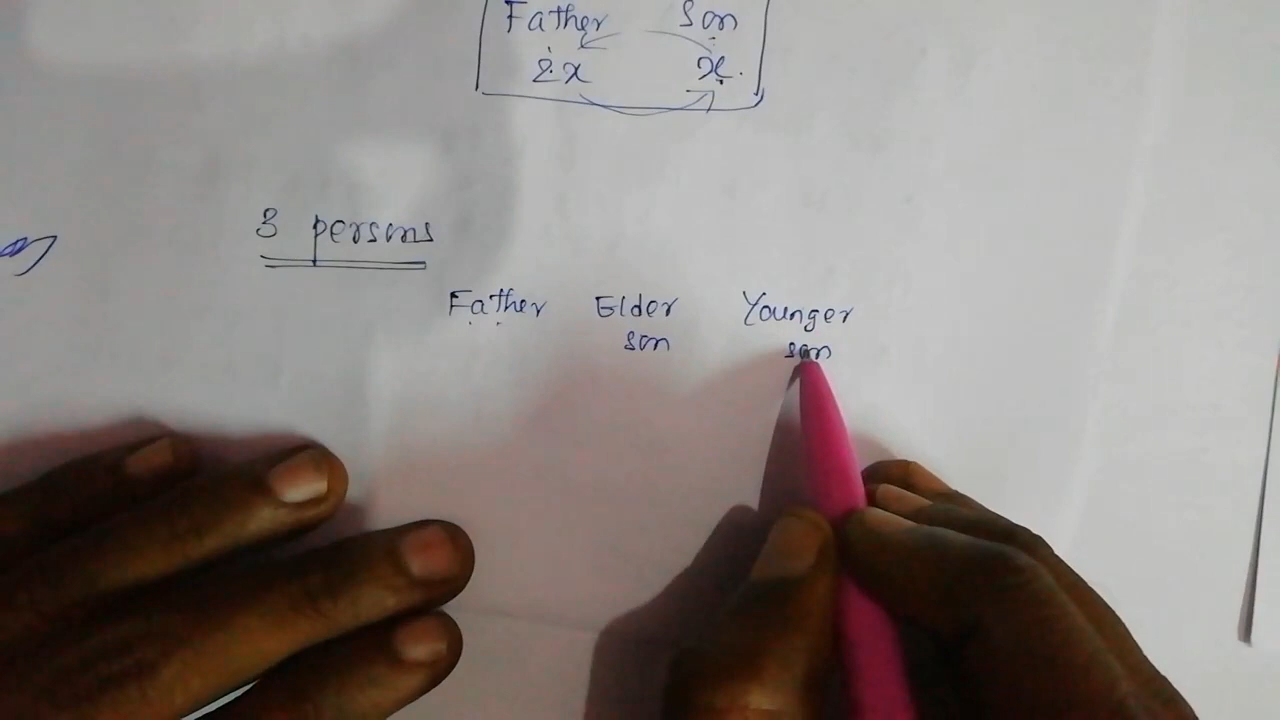 Father Son
2x x
3 persons
Father Elder Younger
son son